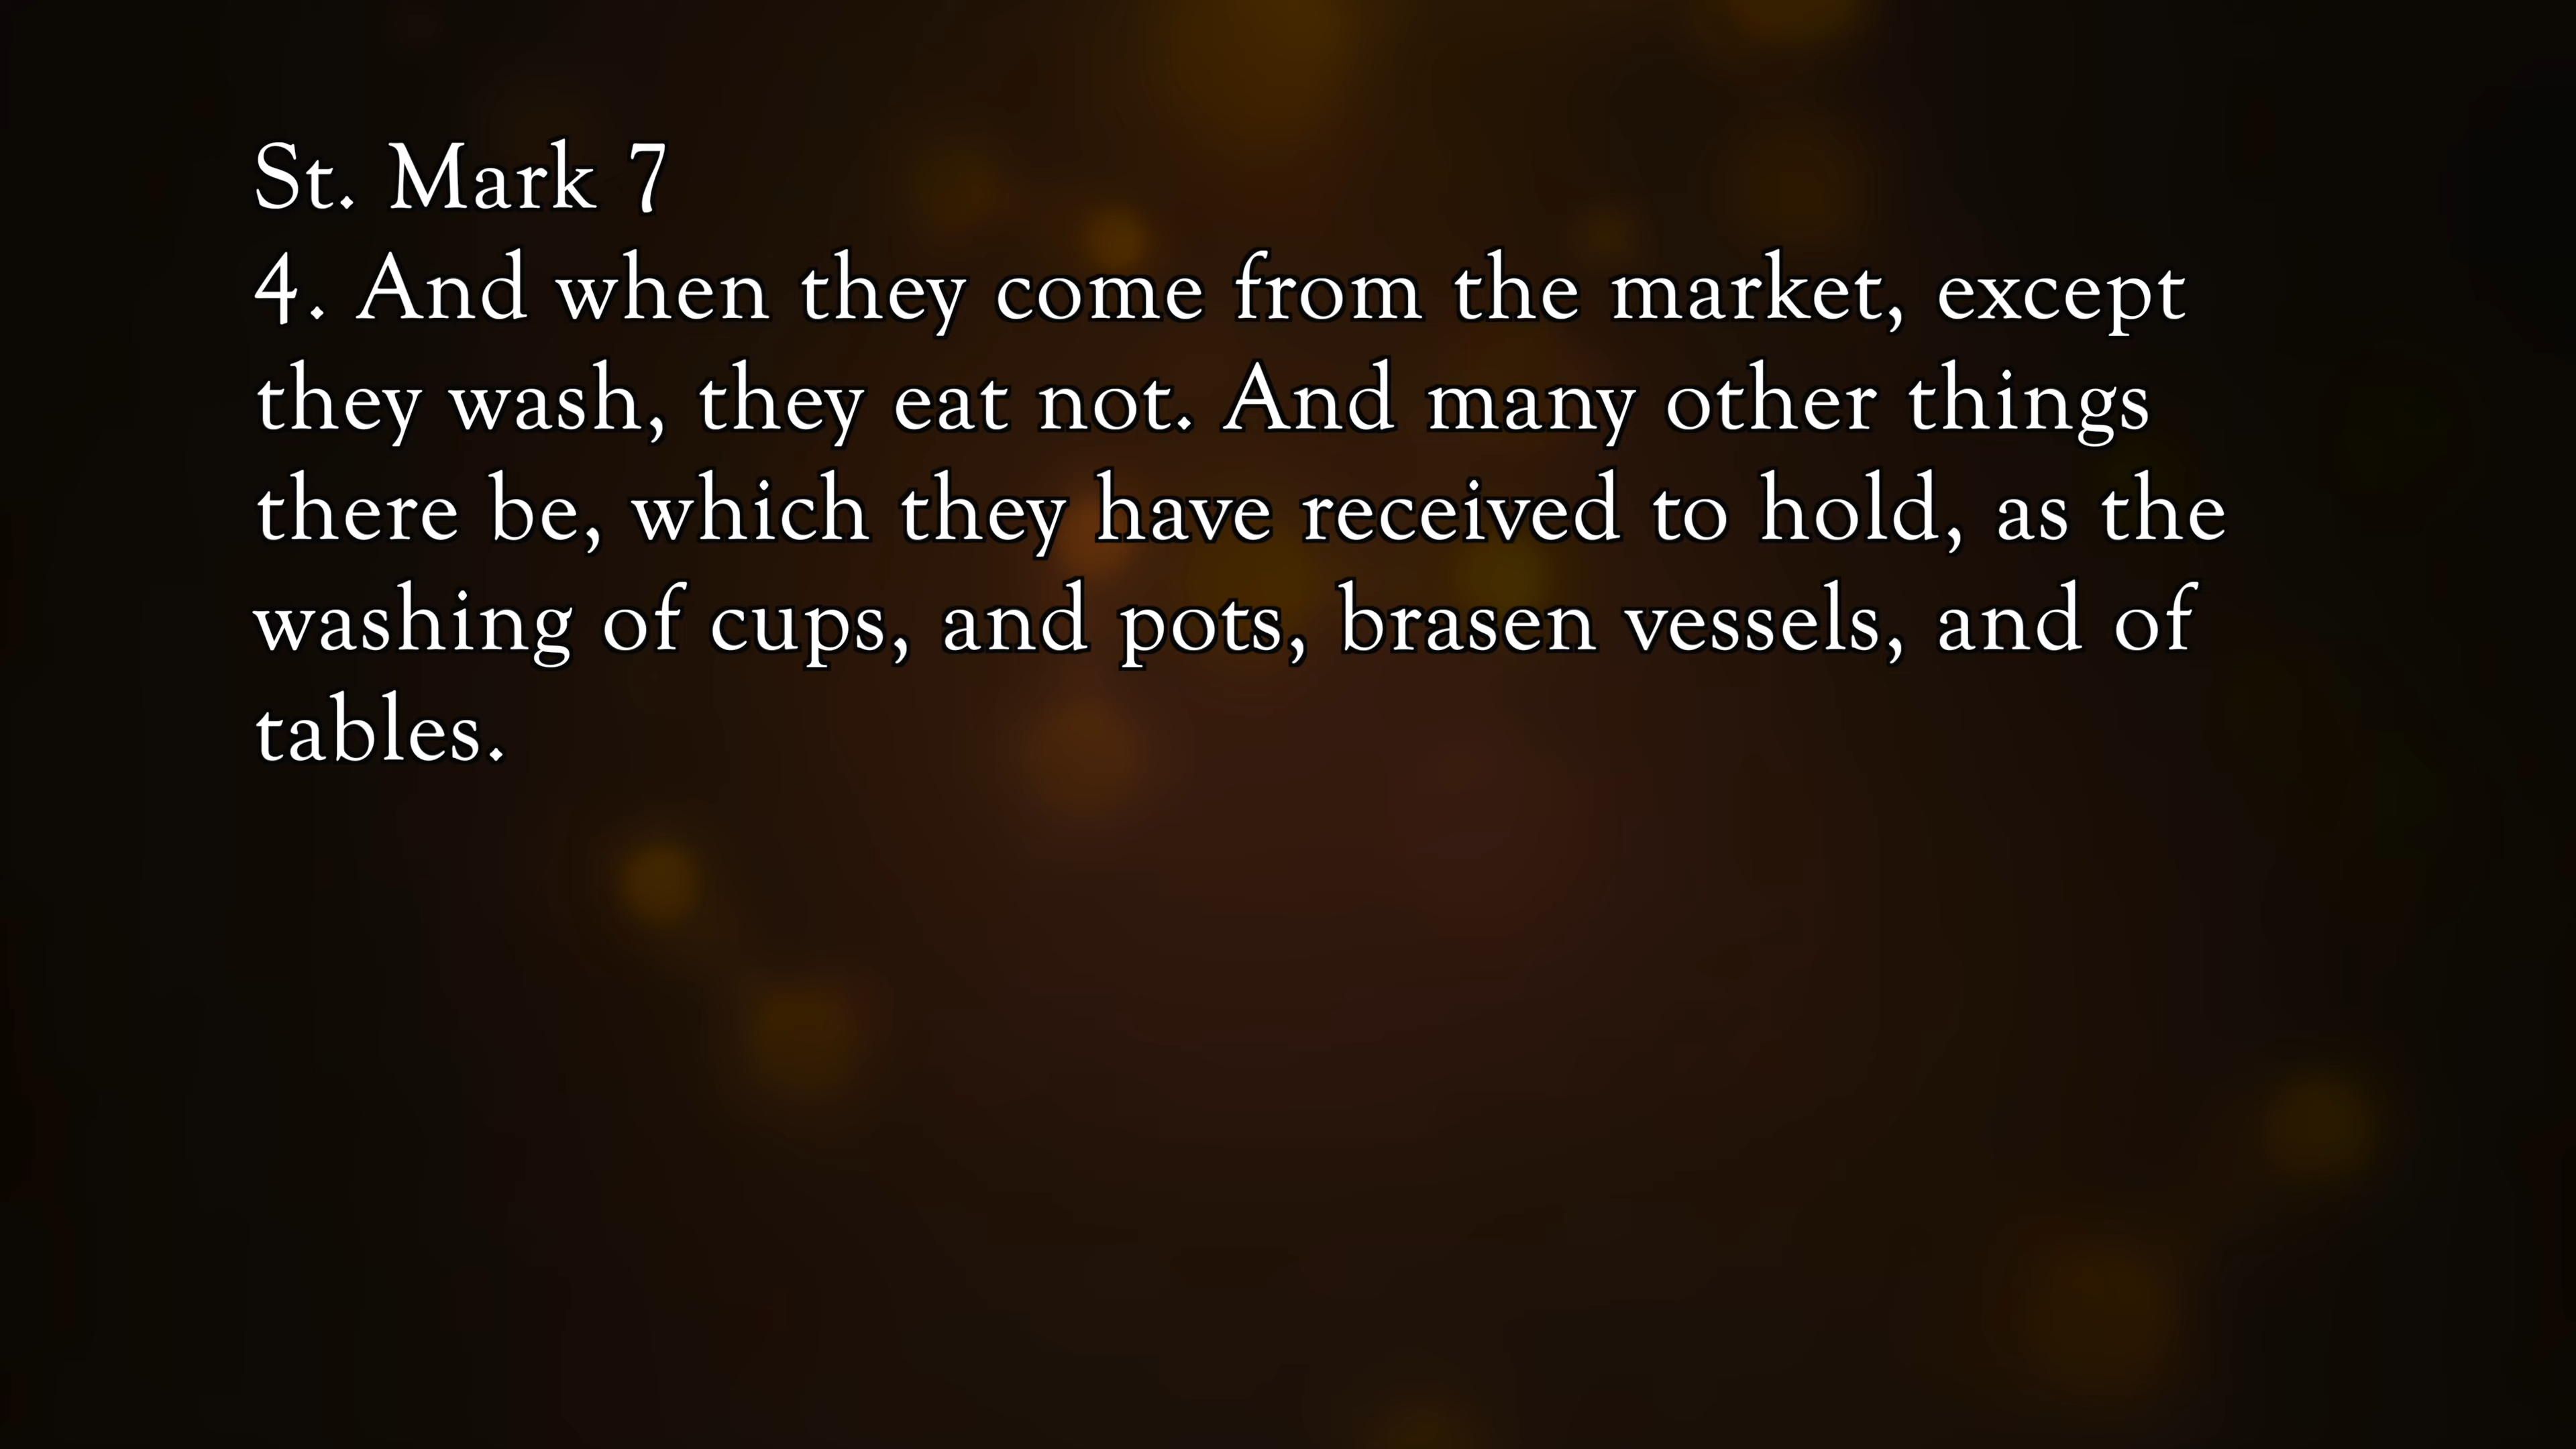 St. Mark 7
4. And when they come from the market, except
they wash, they eat not. And many other things
there be, which they have received to hold, as the
washing of cups, and pots, brasen vessels, and of
tables.